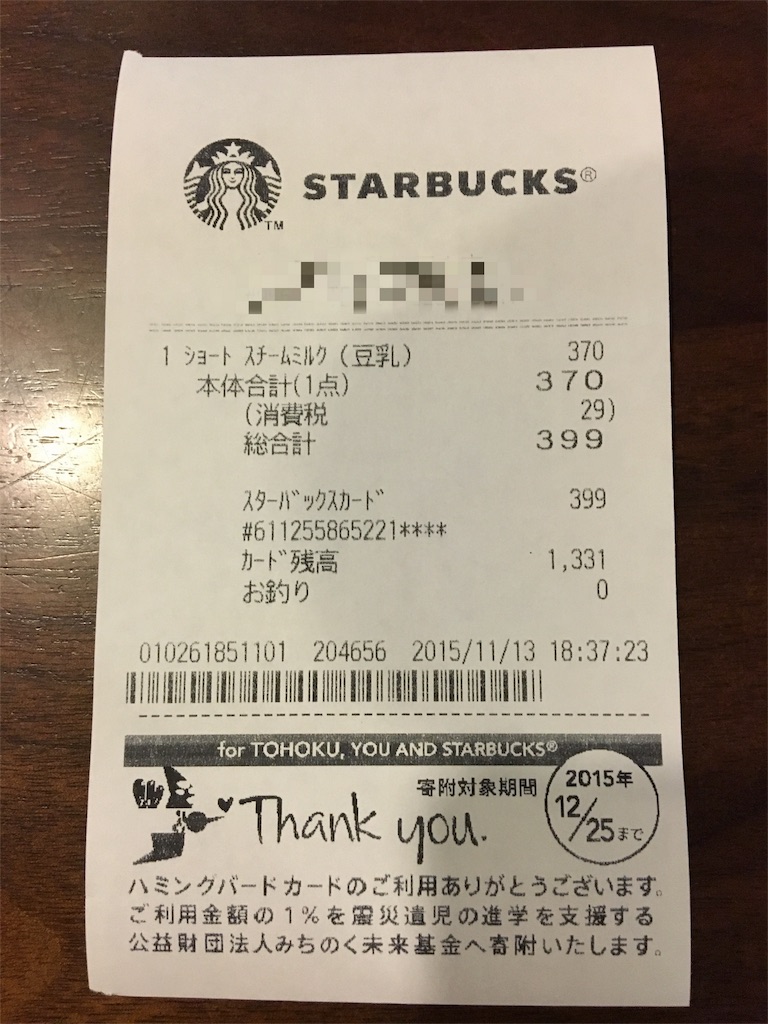 STARBUCKS®
TM
1 ショート スチームミルク(豆乳) 370
本体合計(1点) 370
(消費税 29)
総合計 399
スターバックスカード 399
#611255865221****
カード残高 1,331
お釣り 0
010261851101 204656 2015/11/13 18:37:23
for TOHOKU, YOU AND STARBUCKS®
寄附対象期間 2015年
12/25まで
Thank you.
ハミングバードカードのご利用ありがとうございます。
ご利用金額の1%を震災遺児の進学を支援する
公益財団法人みちのく未来基金へ寄附いたします。